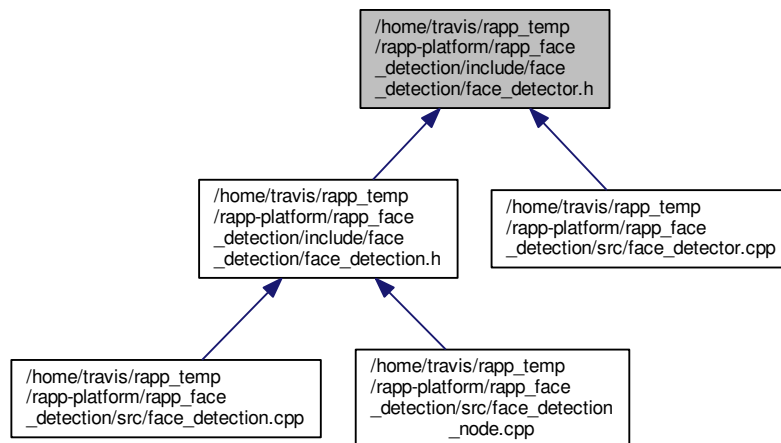 /home/travis/rapp_temp
/rapp-platform/rapp_face
_detection/include/face
_detection/face_detector.h
/home/travis/rapp_temp
/rapp-platform/rapp_face
_detection/include/face
_detection/face_detection.h
/home/travis/rapp_temp
/rapp-platform/rapp_face
_detection/src/face_detector.cpp
/home/travis/rapp_temp
/rapp-platform/rapp_face
_detection/src/face_detection.cpp
/home/travis/rapp_temp
/rapp-platform/rapp_face
_detection/src/face_detection
_node.cpp